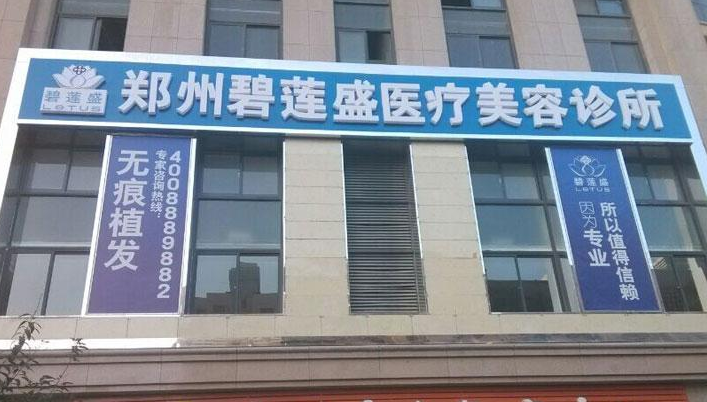 碧莲盛
LOTUS
郑州碧莲盛医疗美容诊所
4008889882
专家咨询热线:
无痕植发
碧莲盛
LOTUS
因为专业
所以值得信赖